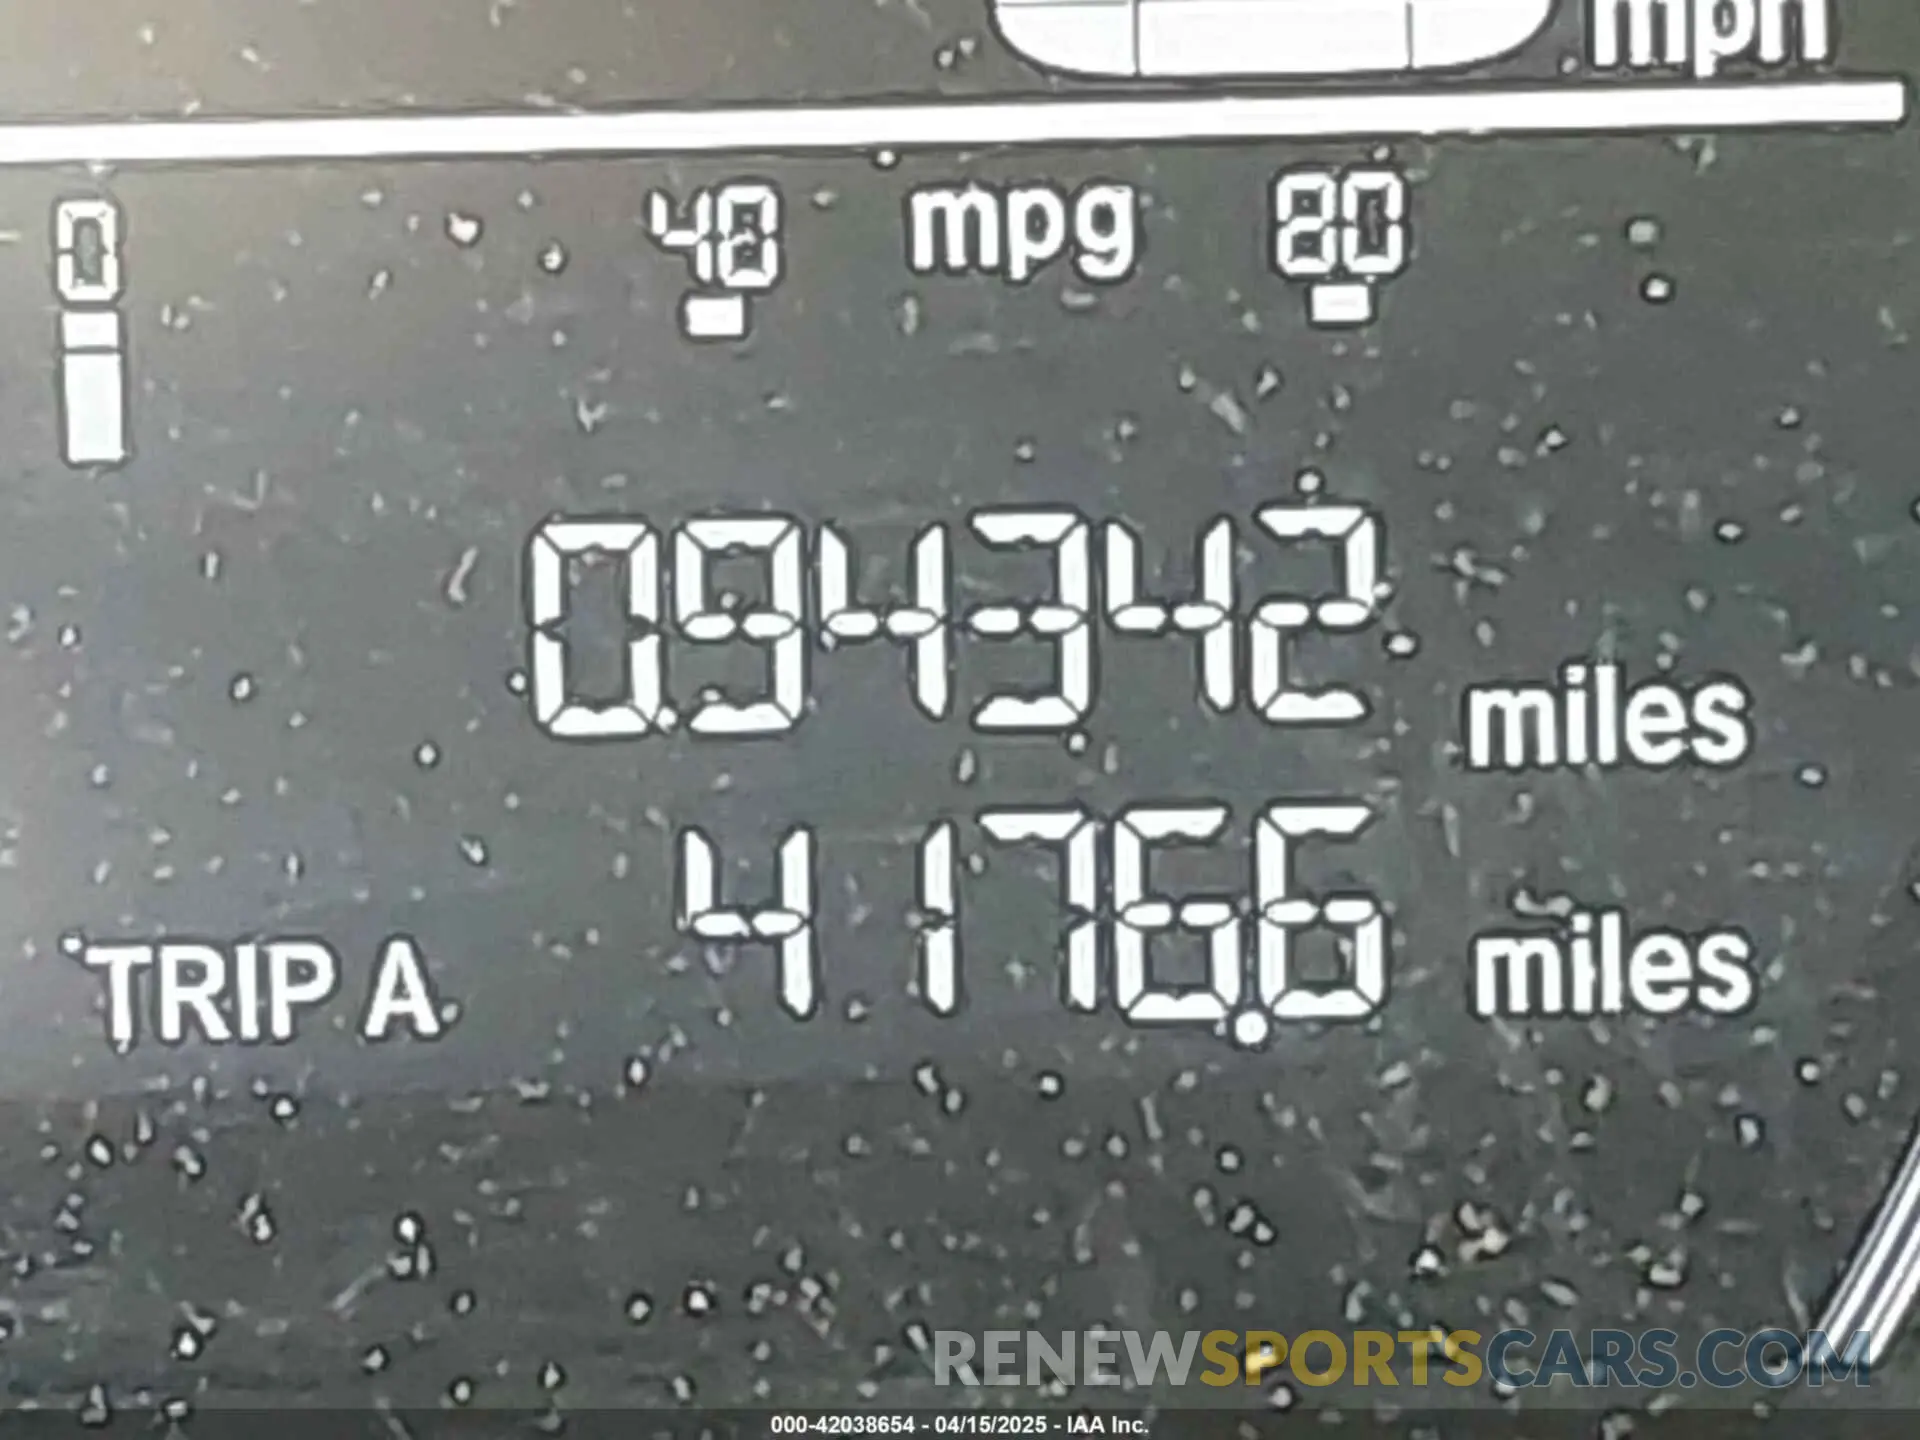 mph
0 40 mpg 80
094342 miles
TRIP A 4176.6 miles
RENEWSPORTSCARS.COM
000-42038654 - 04/15/2025 - IAA Inc.